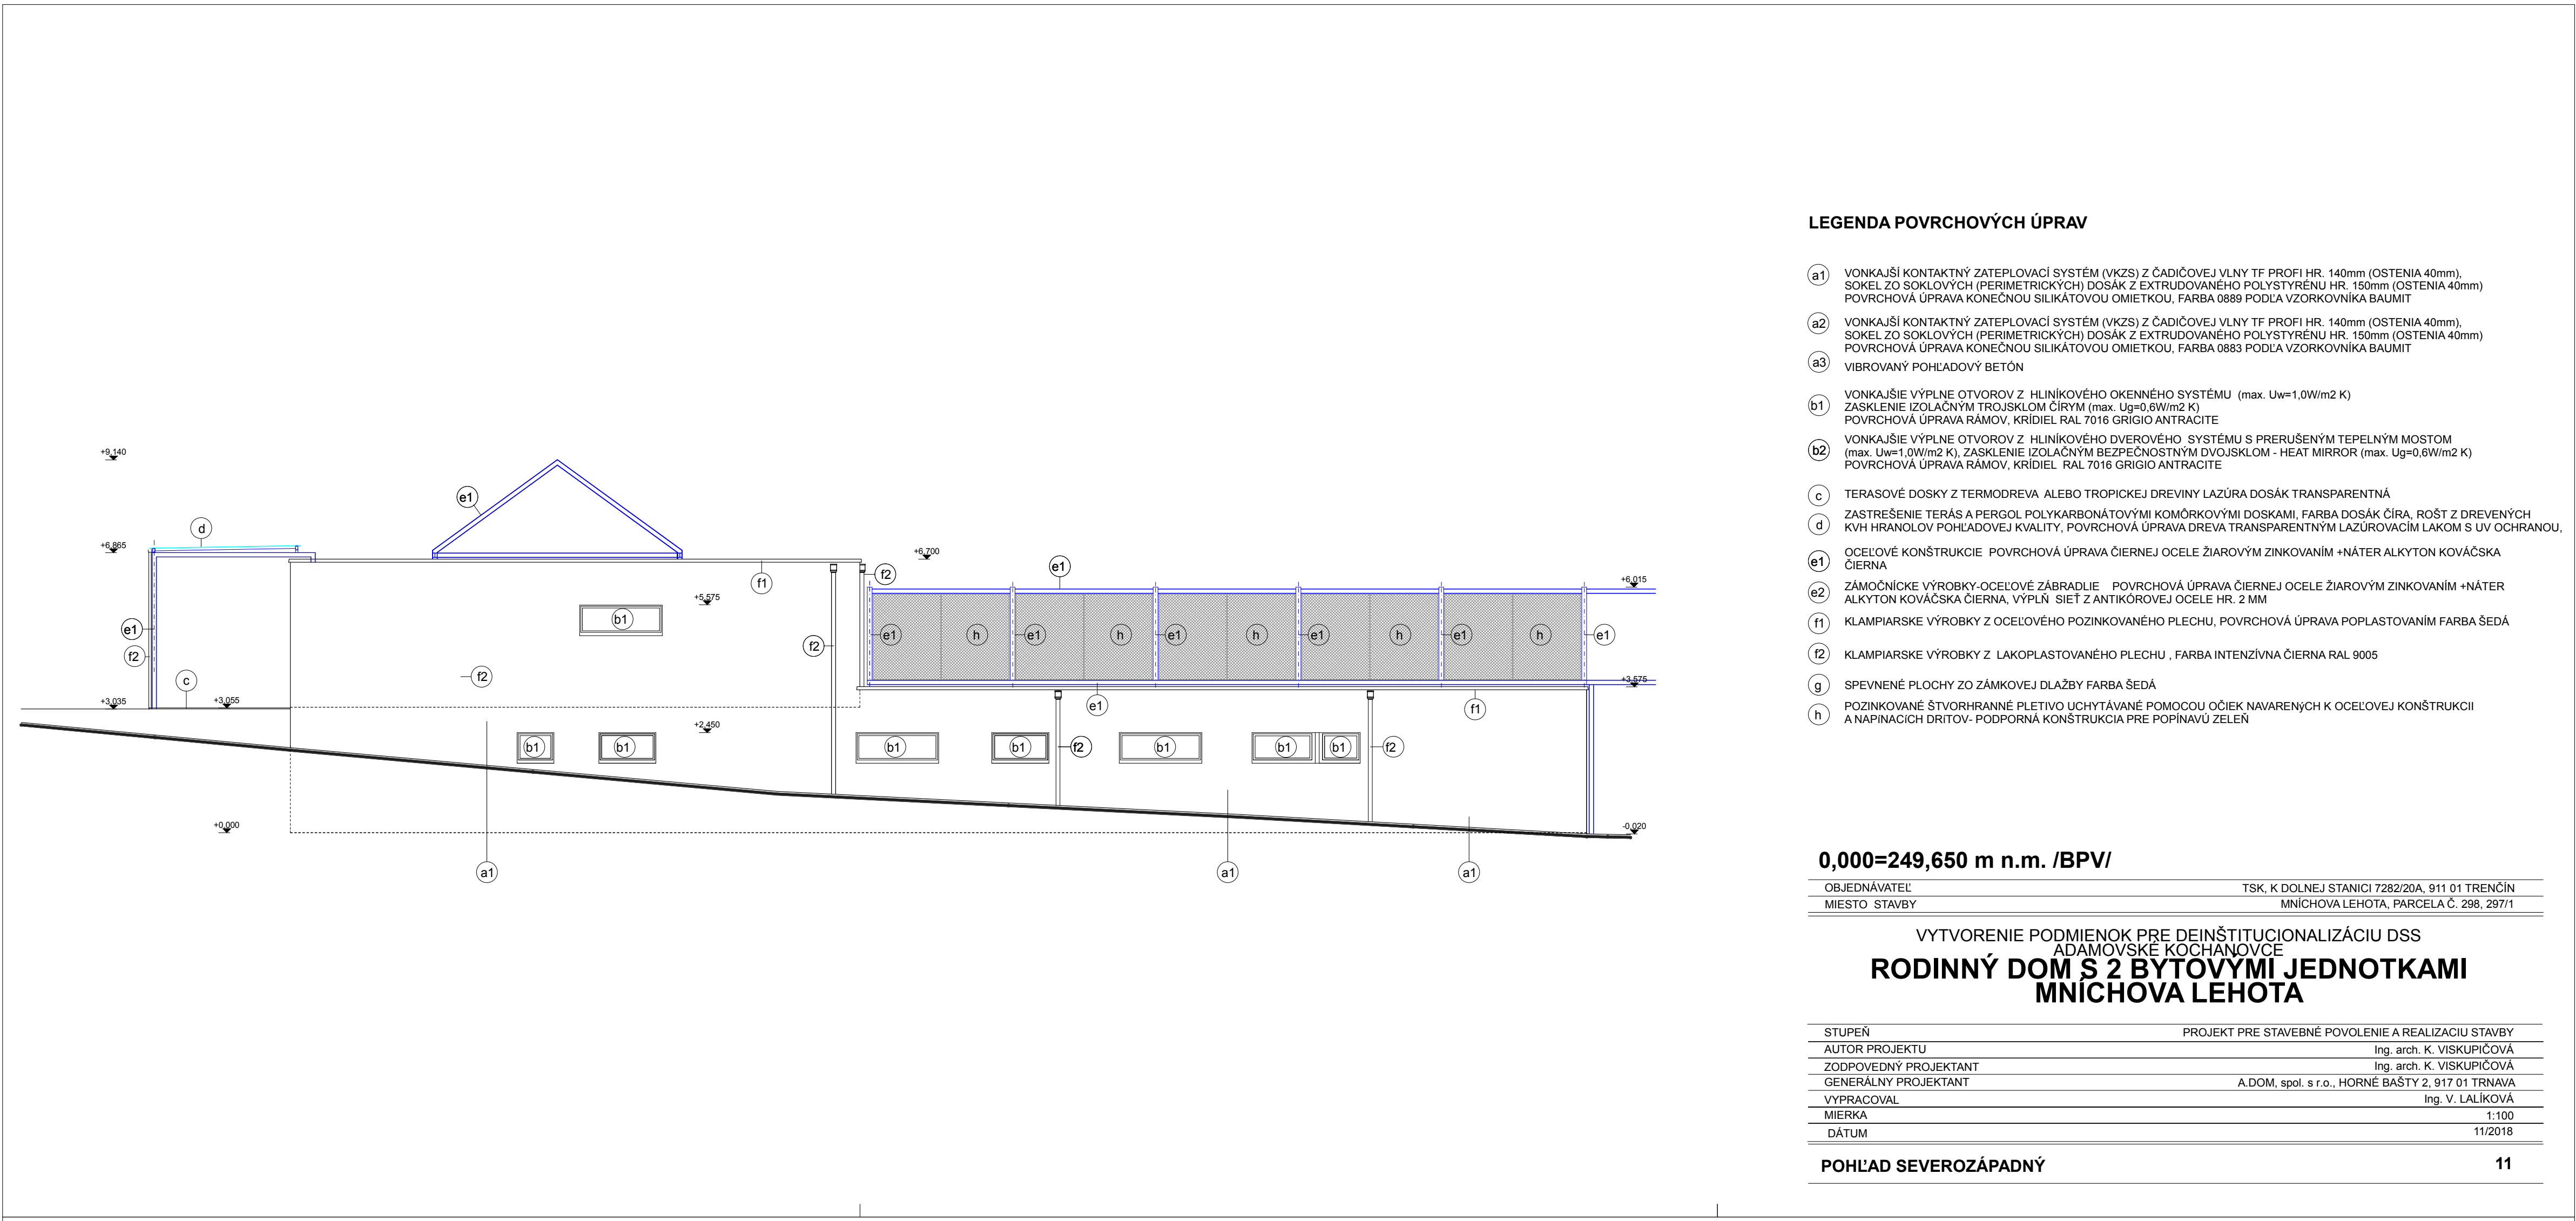 LEGENDA POVRCHOVÝCH ÚPRAV
a1 VONKAJŠÍ KONTAKTNÝ ZATEPLOVACÍ SYSTÉM (VKZS) Z ČADIČOVEJ VLNY TF PROFI HR. 140mm (OSTENIA 40mm),
SOKEL ZO SOKLOVÝCH (PERIMETRICKÝCH) DOSÁK Z EXTRUDOVANÉHO POLYSTYRÉNU HR. 150mm (OSTENIA 40mm)
POVRCHOVÁ ÚPRAVA KONEČNOU SILIKÁTOVOU OMIETKOU, FARBA 0889 PODĽA VZORKOVNÍKA BAUMIT
a2 VONKAJŠÍ KONTAKTNÝ ZATEPLOVACÍ SYSTÉM (VKZS) Z ČADIČOVEJ VLNY TF PROFI HR. 140mm (OSTENIA 40mm),
SOKEL ZO SOKLOVÝCH (PERIMETRICKÝCH) DOSÁK Z EXTRUDOVANÉHO POLYSTYRÉNU HR. 150mm (OSTENIA 40mm)
POVRCHOVÁ ÚPRAVA KONEČNOU SILIKÁTOVOU OMIETKOU, FARBA 0883 PODĽA VZORKOVNÍKA BAUMIT
a3 VIBROVANÝ POHĽADOVÝ BETÓN
b1 VONKAJŠIE VÝPLNE OTVOROV Z HLINÍKOVÉHO OKENNÉHO SYSTÉMU (max. Uw=1,0W/m2 K)
ZASKLENIE IZOLAČNÝM TROJSKLOM ČÍRYM (max. Ug=0,6W/m2 K)
POVRCHOVÁ ÚPRAVA RÁMOV, KRÍDIEL RAL 7016 GRIGIO ANTRACITE
b2 VONKAJŠIE VÝPLNE OTVOROV Z HLINÍKOVÉHO DVEROVÉHO SYSTÉMU S PRERUŠENÝM TEPELNÝM MOSTOM
(max. Uw=1,0W/m2 K), ZASKLENIE IZOLAČNÝM BEZPEČNOSTNÝM DVOJSKLOM - HEAT MIRROR (max. Ug=0,6W/m2 K)
POVRCHOVÁ ÚPRAVA RÁMOV, KRÍDIEL RAL 7016 GRIGIO ANTRACITE
c TERASOVÉ DOSKY Z TERMODREVA ALEBO TROPICKEJ DREVINY LAZÚRA DOSÁK TRANSPARENTNÁ
d ZASTREŠENIE TERÁS A PERGOL POLYKARBONÁTOVÝMI KOMÔRKOVÝMI DOSKAMI, FARBA DOSÁK ČÍRA, ROŠT Z DREVENÝCH
KVH HRANOLOV POHĽADOVEJ KVALITY, POVRCHOVÁ ÚPRAVA DREVA TRANSPARENTNÝM LAZÚROVACÍM LAKOM S UV OCHRANOU,
e1 OCEĽOVÉ KONŠTRUKCIE POVRCHOVÁ ÚPRAVA ČIERNEJ OCELE ŽIAROVÝM ZINKOVANÍM +NÁTER ALKYTON KOVÁČSKA
ČIERNA
e2 ZÁMOČNÍCKE VÝROBKY-OCEĽOVÉ ZÁBRADLIE POVRCHOVÁ ÚPRAVA ČIERNEJ OCELE ŽIAROVÝM ZINKOVANÍM +NÁTER
ALKYTON KOVÁČSKA ČIERNA, VÝPLŇ SIEŤ Z ANTIKÓROVEJ OCELE HR. 2 MM
f1 KLAMPIARSKE VÝROBKY Z OCEĽOVÉHO POZINKOVANÉHO PLECHU, POVRCHOVÁ ÚPRAVA POPLASTOVANÍM FARBA ŠEDÁ
f2 KLAMPIARSKE VÝROBKY Z LAKOPLASTOVANÉHO PLECHU , FARBA INTENZÍVNA ČIERNA RAL 9005
g SPEVNENÉ PLOCHY ZO ZÁMKOVEJ DLAŽBY FARBA ŠEDÁ
h POZINKOVANÉ ŠTVORHRANNÉ PLETIVO UCHYTÁVANÉ POMOCOU OČIEK NAVARENýCH K OCEĽOVEJ KONŠTRUKCII
A NAPíNACíCH DRíTOV- PODPORNÁ KONŠTRUKCIA PRE POPÍNAVÚ ZELEŇ
+9,140
e1
d
+6,865
+6,700
f1
f2
e1
+6,015
+5,575
b1
e1 f2 e1 h e1 h e1 h e1 h e1 h e1
f2
f2
c
+3,575
+3,035
+3,055
e1
f1
+2,450
b1 b1 b1 b1 f2 b1 b1 b1 f2
+0,000
-0,020
a1 a1 a1
0,000=249,650 m n.m. /BPV/
OBJEDNÁVATEĽ TSK, K DOLNEJ STANICI 7282/20A, 911 01 TRENČÍN
MIESTO STAVBY MNÍCHOVA LEHOTA, PARCELA Č. 298, 297/1
VYTVORENIE PODMIENOK PRE DEINŠTITUCIONALIZÁCIU DSS
ADAMOVSKÉ KOCHANOVCE
RODINNÝ DOM S 2 BYTOVÝMI JEDNOTKAMI
MNÍCHOVA LEHOTA
STUPEŇ PROJEKT PRE STAVEBNÉ POVOLENIE A REALIZACIU STAVBY
AUTOR PROJEKTU Ing. arch. K. VISKUPIČOVÁ
ZODPOVEDNÝ PROJEKTANT Ing. arch. K. VISKUPIČOVÁ
GENERÁLNY PROJEKTANT A.DOM, spol. s r.o., HORNÉ BAŠTY 2, 917 01 TRNAVA
VYPRACOVAL Ing. V. LALÍKOVÁ
MIERKA 1:100
DÁTUM 11/2018
POHĽAD SEVEROZÁPADNÝ 11